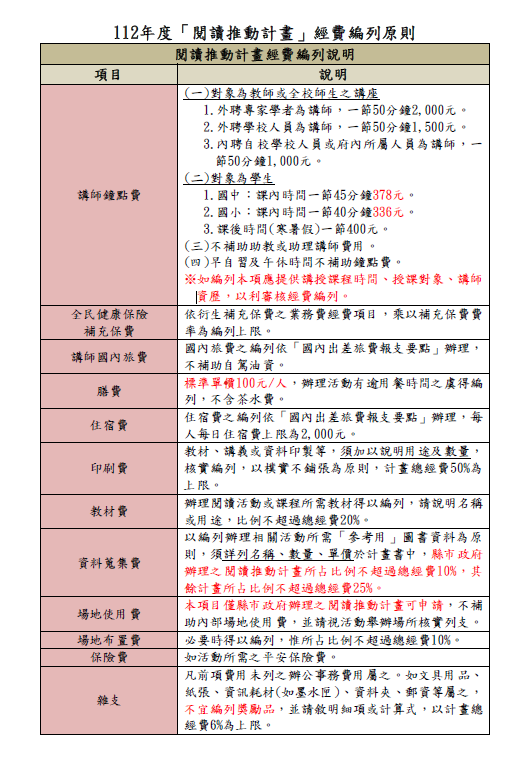 112年度「閱讀推動計畫」經費編列原則
閱讀推動計畫經費編列說明
項目
說明
講師鐘點費
(一)對象為教師或全校師生之講座
1.外聘專家學者為講師，一節50分鐘2,000元。
2.外聘學校人員為講師，一節50分鐘1,500元。
3.內聘自校學校人員或府內所屬人員為講師，一
節50分鐘1,000元。
(二)對象為學生
1.國中：課內時間一節45分鐘378元。
2.國小：課內時間一節40分鐘336元。
3.課後時間(寒暑假)一節400元。
(三)不補助助教或助理講師費用。
(四)早自習及午休時間不補助鐘點費。
※如編列本項應提供講授課程時間、授課對象、講師
資歷，以利審核經費編列。
全民健康保險
補充保費
依衍生補充保費之業務費經費項目，乘以補充保費費
率為編列上限。
講師國內旅費
國內旅費之編列依「國內出差旅費報支要點」辦理，
不補助自駕油資。
膳費
標準單價100元/人，辦理活動有逾用餐時間之虞得編
列，不含茶水費。
住宿費
住宿費之編列依「國內出差旅費報支要點」辦理，每
人每日住宿費上限為2,000元。
印刷費
教材、講義或資料印製等，須加以說明用途及數量，
核實編列，以樸實不鋪張為原則，計畫總經費50%為
上限。
教材費
辦理閱讀活動或課程所需教材得以編列，請說明名稱
或用途，比例不超過總經費20%。
資料蒐集費
以編列辦理相關活動所需「參考用」圖書資料為原
則，須詳列名稱、數量、單價於計畫書中，縣市政府
辦理之閱讀推動計畫所占比例不超過總經費10%，其
餘計畫所占比例不超過總經費25%。
場地使用費
本項目僅縣市政府辦理之閱讀推動計畫可申請，不補
助內部場地使用費，並請視活動舉辦場所核實列支。
場地布置費
必要時得以編列，惟所占比例不超過總經費10%。
保險費
如活動所需之平安保險費。
雜支
凡前項費用未列之辦公事務費用屬之。如文具用品、
紙張、資訊耗材(如墨水匣)、資料夾、郵資等屬之，
不宜編列獎勵品，並請敘明細項或計算式，以計畫總
經費6%為上限。